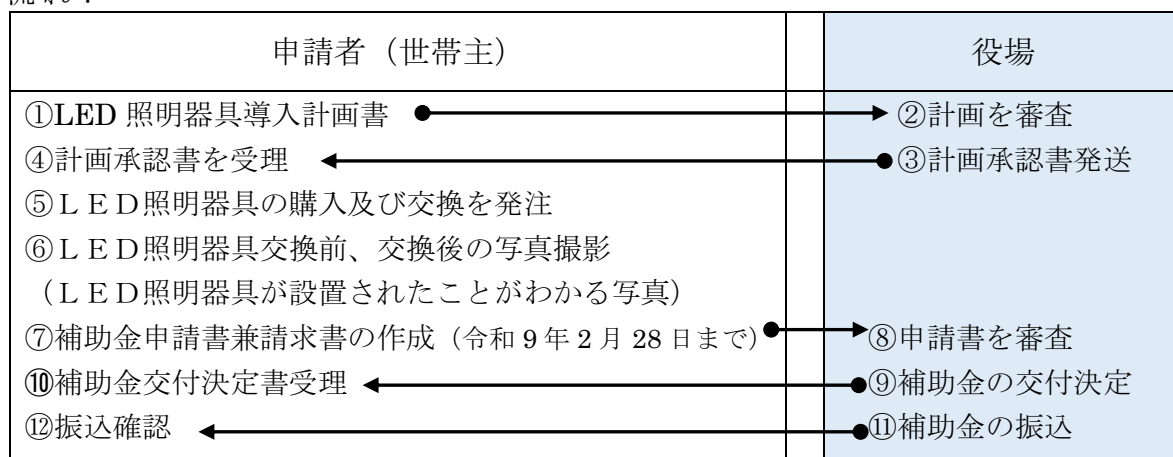 申請者（世帯主） 役場
①LED 照明器具導入計画書 ②計画を審査
④計画承認書を受理 ③計画承認書発送
⑤ＬＥＤ照明器具の購入及び交換を発注
⑥ＬＥＤ照明器具交換前、交換後の写真撮影
（ＬＥＤ照明器具が設置されたことがわかる写真）
⑦補助金申請書兼請求書の作成（令和 9 年 2 月 28 日まで） ⑧申請書を審査
⑩補助金交付決定書受理 ⑨補助金の交付決定
⑫振込確認 ⑪補助金の振込